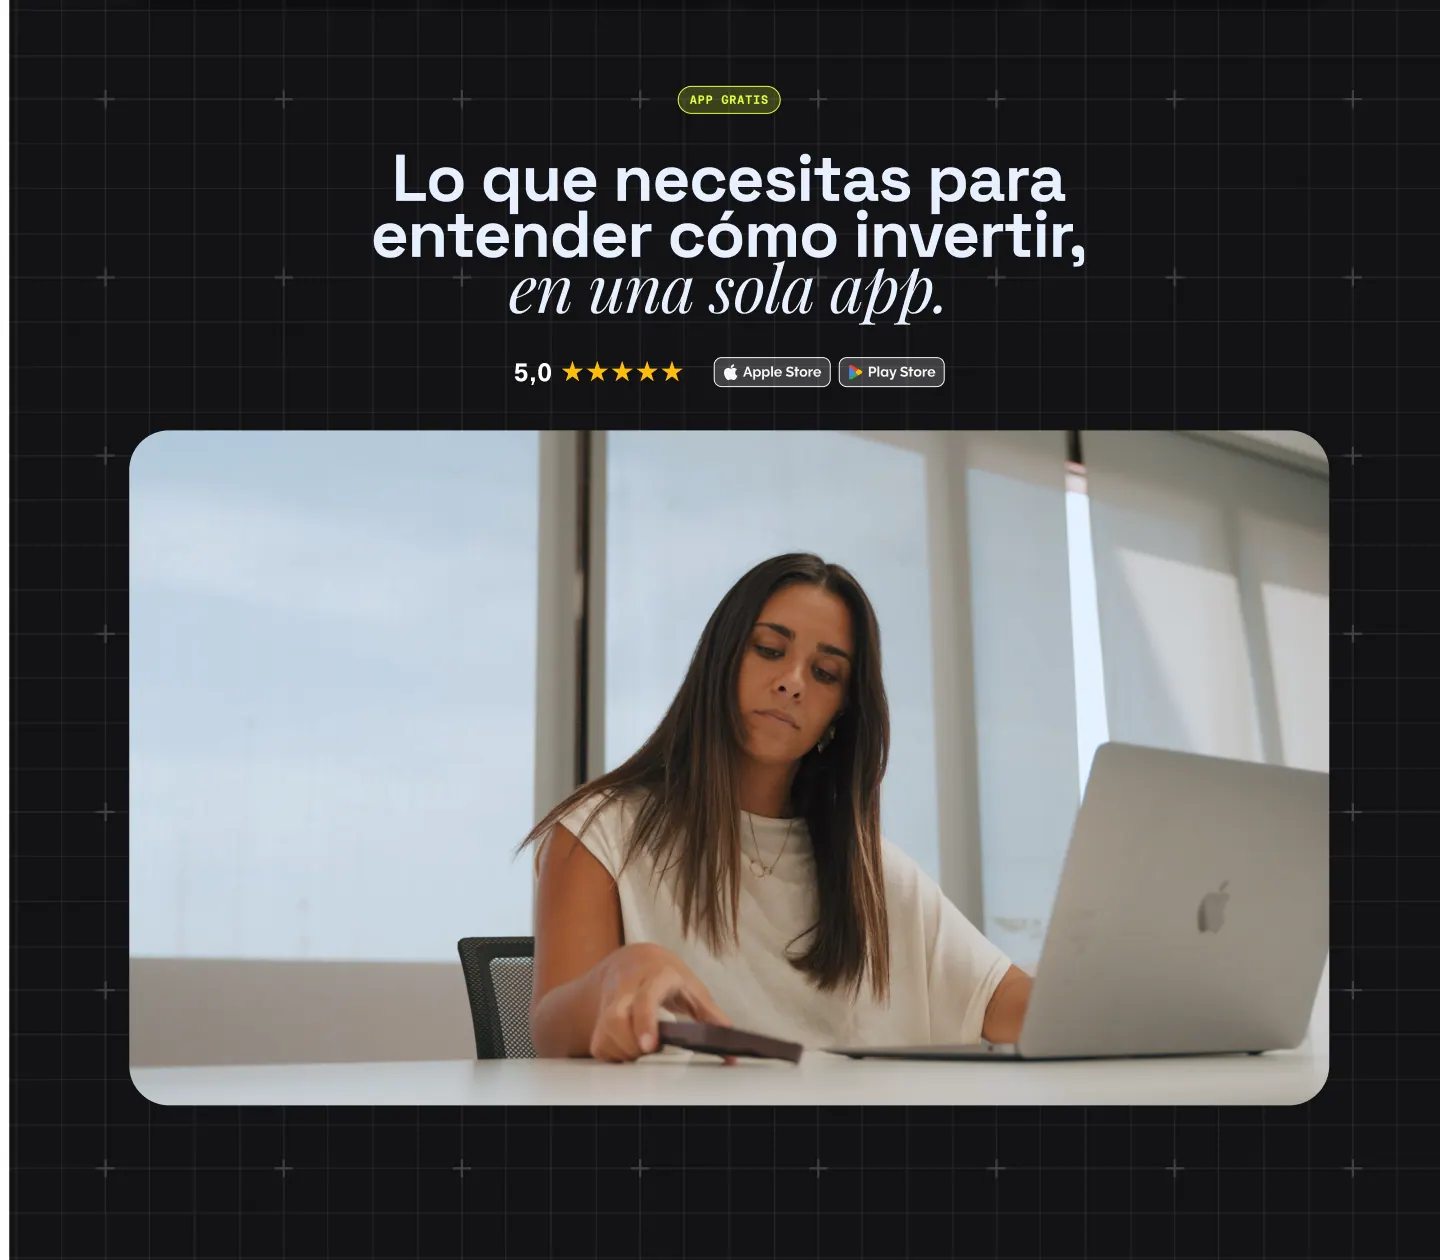 APP GRATIS
Lo que necesitas para
entender cómo invertir,
en una sola app.
5,0 ★★★★★ Apple Store Play Store